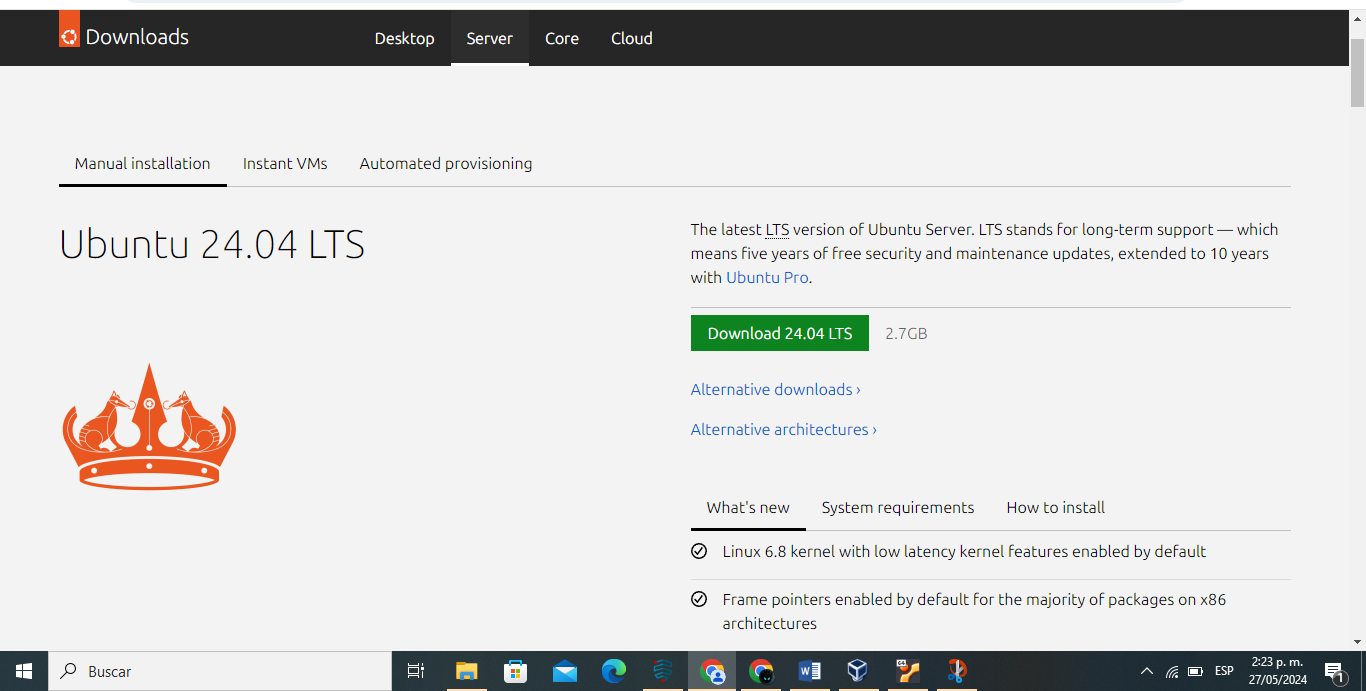 Downloads
Desktop
Server
Core
Cloud
Manual installation
Instant VMs
Automated provisioning
Ubuntu 24.04 LTS
The latest LTS version of Ubuntu Server. LTS stands for long-term support — which
means five years of free security and maintenance updates, extended to 10 years
with Ubuntu Pro.
Download 24.04 LTS
2.7GB
Alternative downloads ›
Alternative architectures ›
What's new
System requirements
How to install
Linux 6.8 kernel with low latency kernel features enabled by default
Frame pointers enabled by default for the majority of packages on x86
architectures
Buscar
ESP
2:23 p. m.
27/05/2024
1